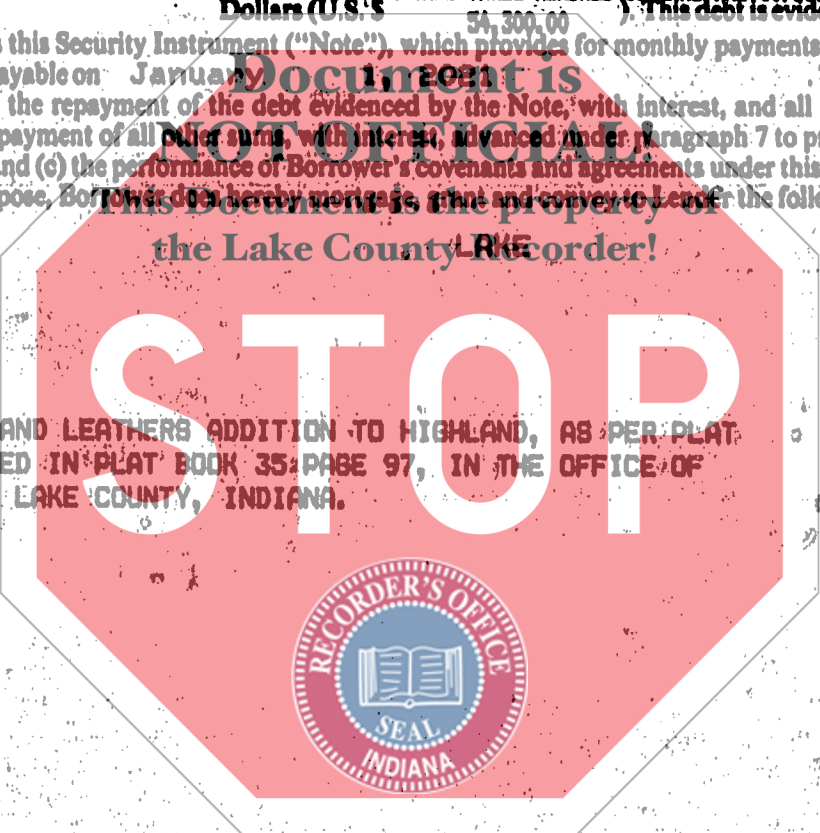 Dollars (U.S. $ 54,300.00 ). This debt is evid
s this Security Instrument ("Note"), which provides for monthly payments
ayable on January 1, 2021
the repayment of the debt evidenced by the Note, with interest, and all
payment of all other sums, with interest, advanced under paragraph 7 to pr
nd (c) the performance of Borrower's covenants and agreements under this
pose, Borrower does hereby mortgage, grant and convey to Lender the follo
Document is
NOT OFFICIAL!
This Document is the property of
the Lake County Recorder!
LAKE
STOP
AND LEATHERS ADDITION TO HIGHLAND, AS PER PLAT
ED IN PLAT BOOK 35 PAGE 97, IN THE OFFICE OF
LAKE COUNTY, INDIANA.
RECORDER'S OFFICE
SEAL
INDIANA